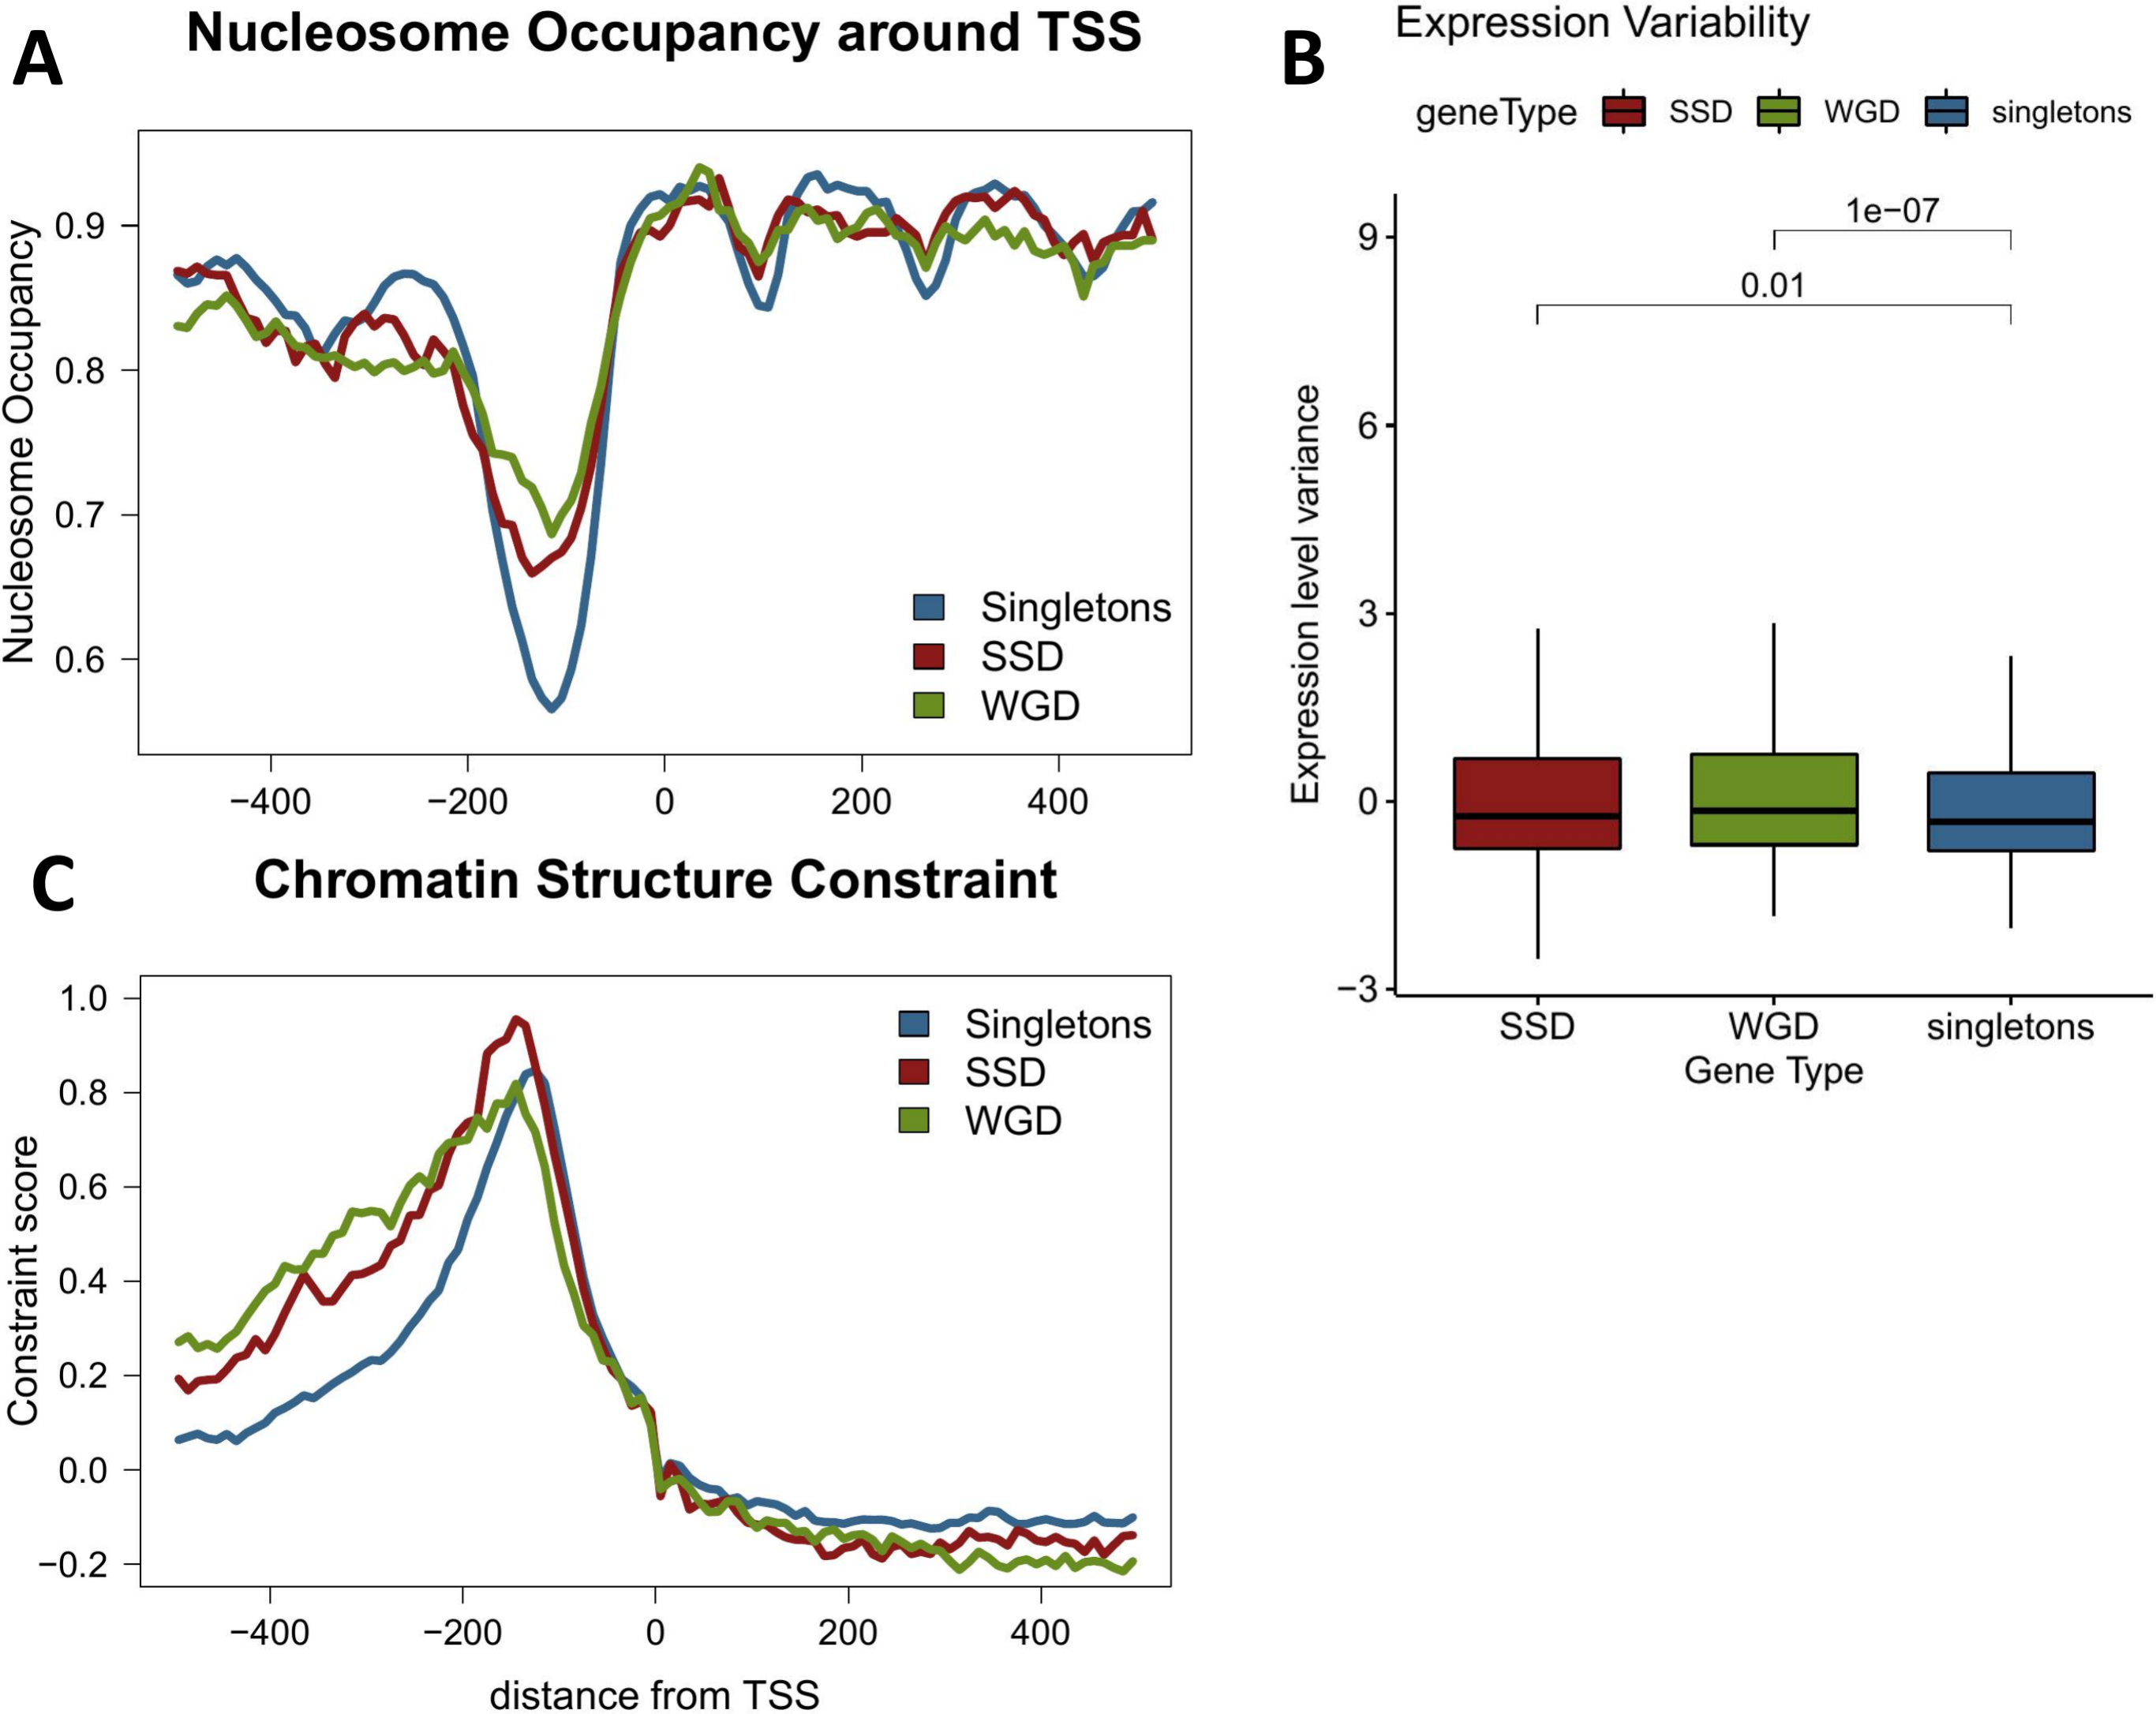 A
Nucleosome Occupancy around TSS
Nucleosome Occupancy
0.9
0.8
0.7
0.6
Singletons
SSD
WGD
−400 −200 0 200 400
B
Expression Variability
geneType SSD WGD singletons
Expression level variance
9
6
3
0
−3
1e−07
0.01
SSD WGD singletons
Gene Type
C
Chromatin Structure Constraint
Constraint score
1.0
0.8
0.6
0.4
0.2
0.0
−0.2
Singletons
SSD
WGD
−400 −200 0 200 400
distance from TSS